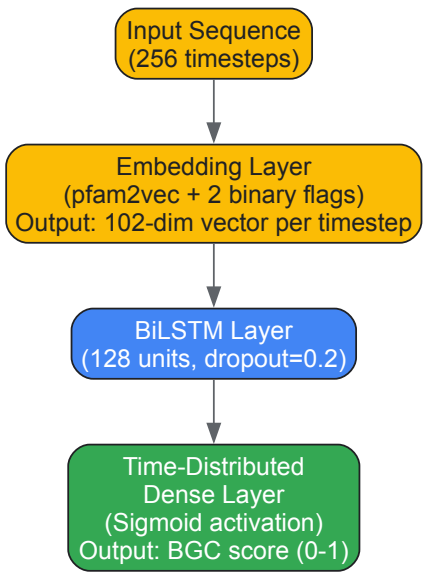 Input Sequence
(256 timesteps)
Embedding Layer
(pfam2vec + 2 binary flags)
Output: 102-dim vector per timestep
BiLSTM Layer
(128 units, dropout=0.2)
Time-Distributed
Dense Layer
(Sigmoid activation)
Output: BGC score (0-1)